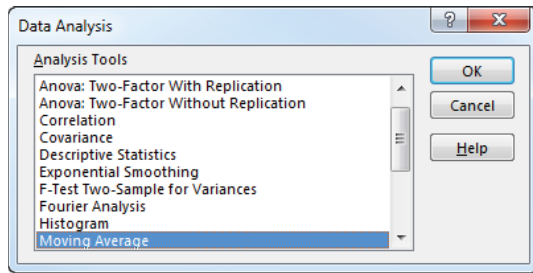 Data Analysis
?
X
Analysis Tools
Anova: Two-Factor With Replication
Anova: Two-Factor Without Replication
Correlation
Covariance
Descriptive Statistics
Exponential Smoothing
F-Test Two-Sample for Variances
Fourier Analysis
Histogram
Moving Average
OK
Cancel
Help